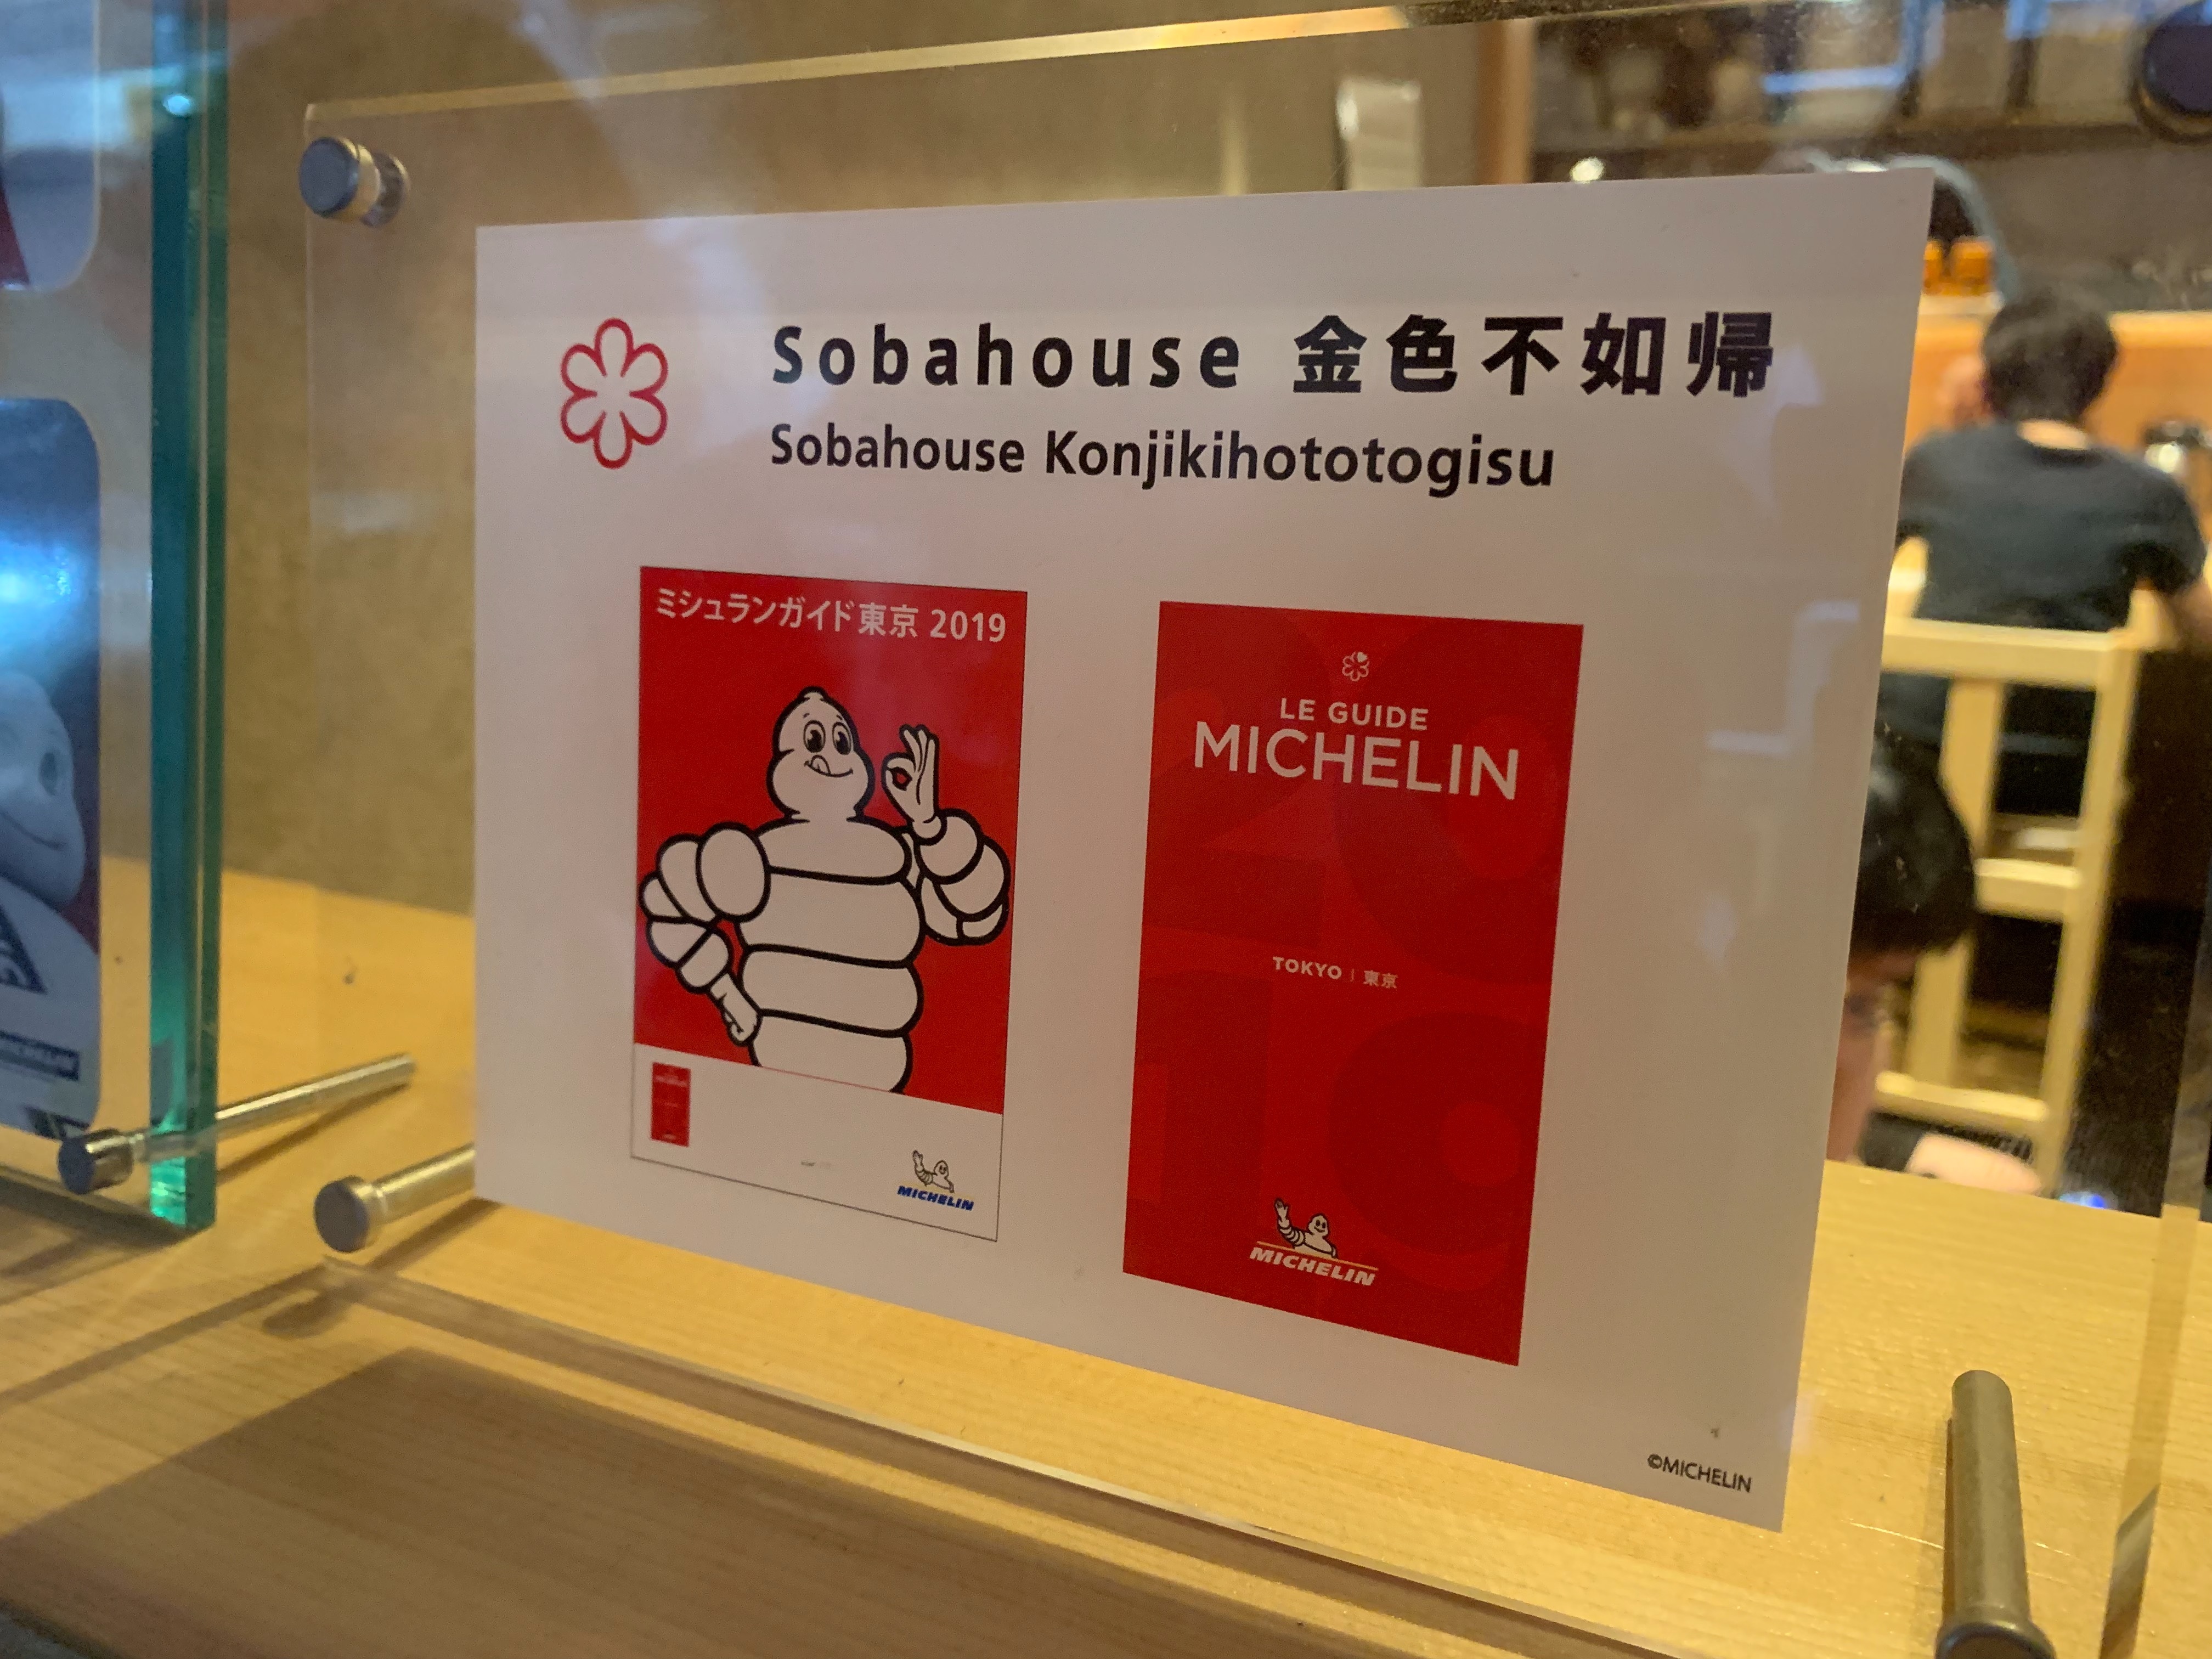 Sobahouse 金色不如帰
Sobahouse Konjikihototogisu
ミシュランガイド東京 2019
MICHELIN
LE GUIDE
MICHELIN
2019
TOKYO | 東京
MICHELIN
©MICHELIN